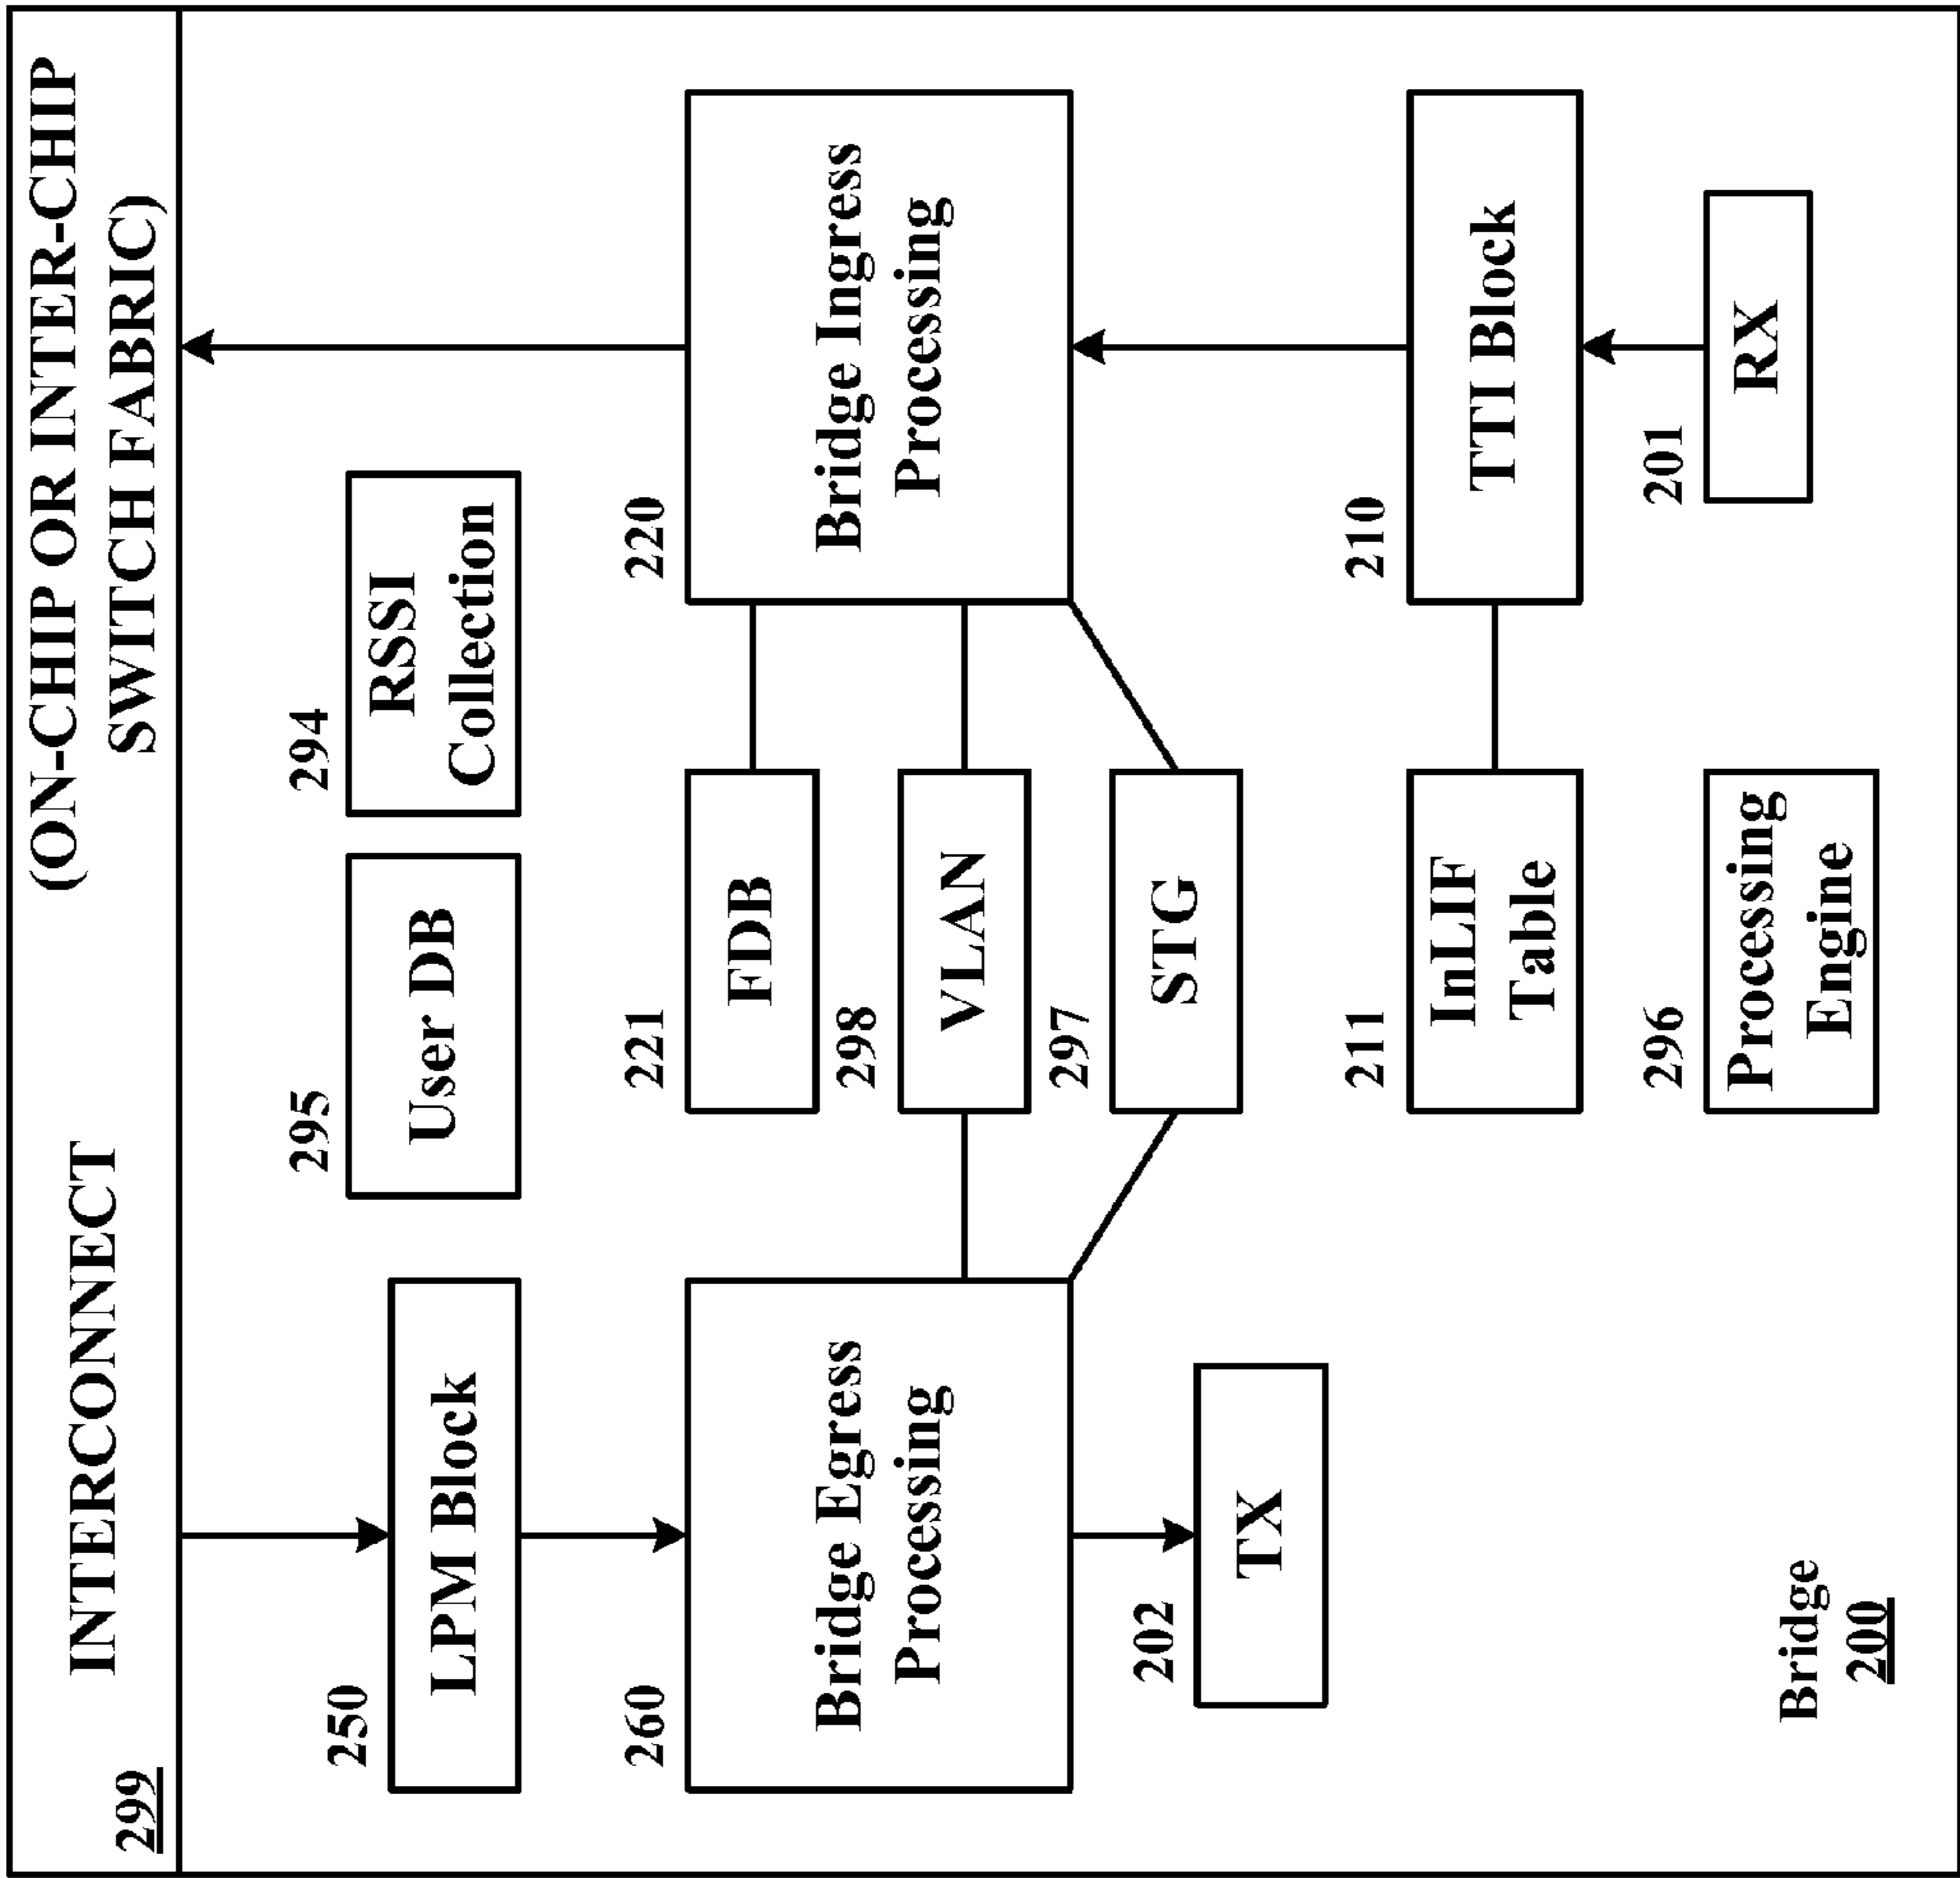 299
INTERCONNECT
(ON-CHIP OR INTER-CHIP
SWITCH FABRIC)
250
LPM Block
295
User DB
294
RSSI
Collection
260
Bridge Egress
Processing
221
FDB
298
VLAN
297
STG
220
Bridge Ingress
Processing
202
TX
211
InLIF
Table
210
TTI Block
296
Processing
Engine
201
RX
Bridge
200